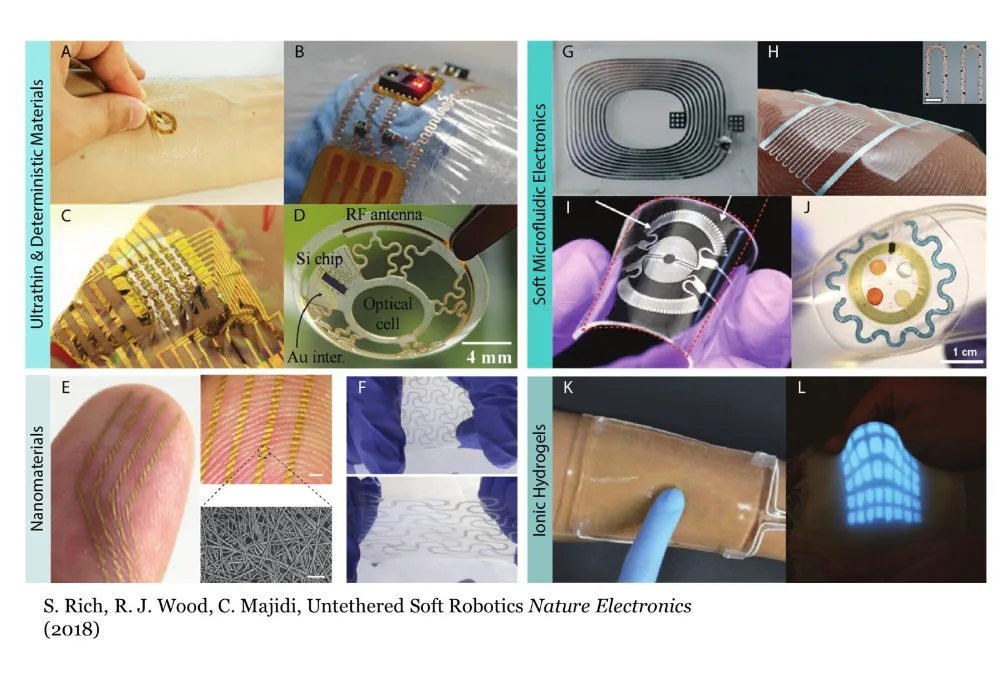 Ultrathin & Deterministic Materials
A
B
C
D
RF antenna
Si chip
Optical
cell
Au inter.
4 mm
Nanomaterials
E
F
Soft Microfluidic Electronics
G
H
I
J
1 cm
Ionic Hydrogels
K
L
S. Rich, R. J. Wood, C. Majidi, Untethered Soft Robotics Nature Electronics
(2018)